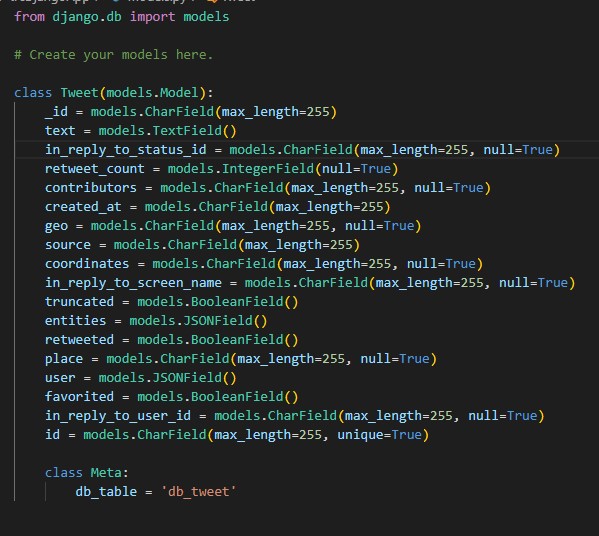 from django.db import models
# Create your models here.
class Tweet(models.Model):
    _id = models.CharField(max_length=255)
    text = models.TextField()
    in_reply_to_status_id = models.CharField(max_length=255, null=True)
    retweet_count = models.IntegerField(null=True)
    contributors = models.CharField(max_length=255, null=True)
    created_at = models.CharField(max_length=255)
    geo = models.CharField(max_length=255, null=True)
    source = models.CharField(max_length=255)
    coordinates = models.CharField(max_length=255, null=True)
    in_reply_to_screen_name = models.CharField(max_length=255, null=True)
    truncated = models.BooleanField()
    entities = models.JSONField()
    retweeted = models.BooleanField()
    place = models.CharField(max_length=255, null=True)
    user = models.JSONField()
    favorited = models.BooleanField()
    in_reply_to_user_id = models.CharField(max_length=255, null=True)
    id = models.CharField(max_length=255, unique=True)
    class Meta:
        db_table = 'db_tweet'